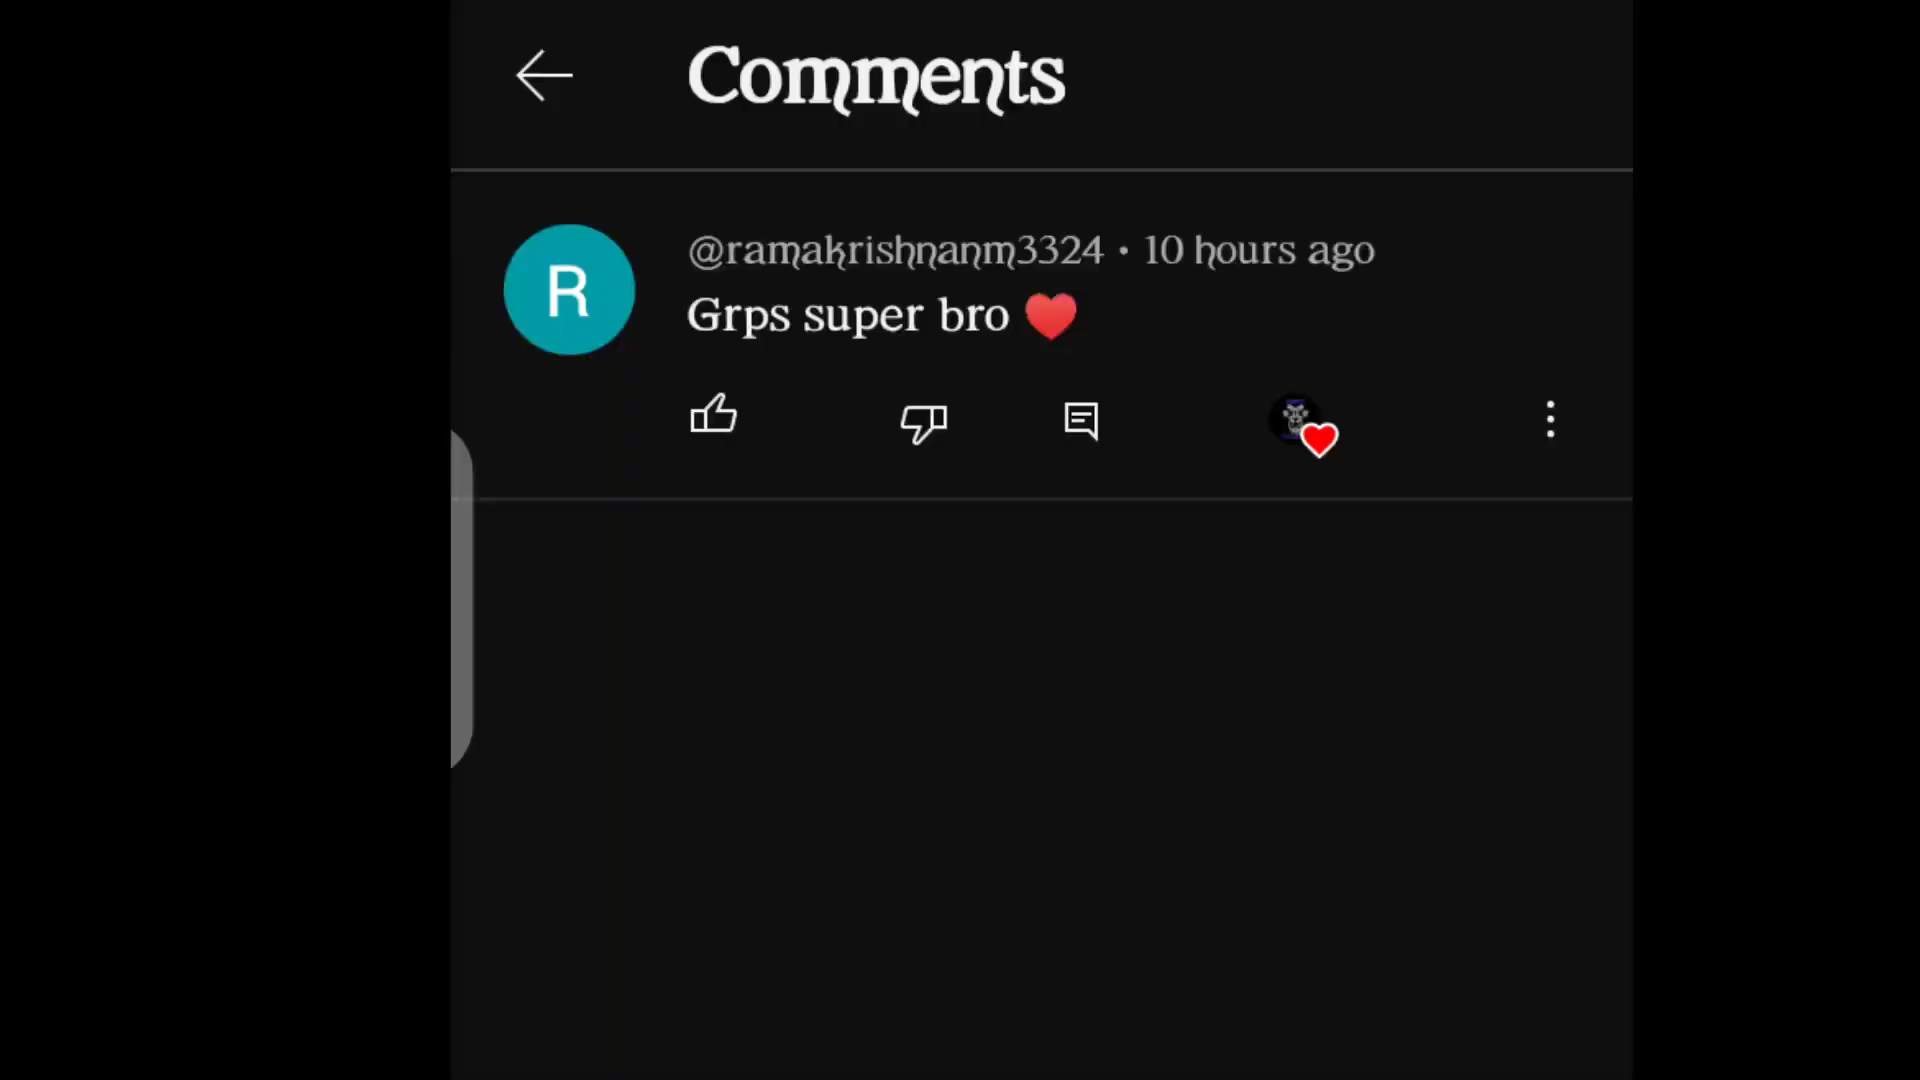 Comments
@ramakrishnanm3324 • 10 hours ago
R
Grps super bro ❤️